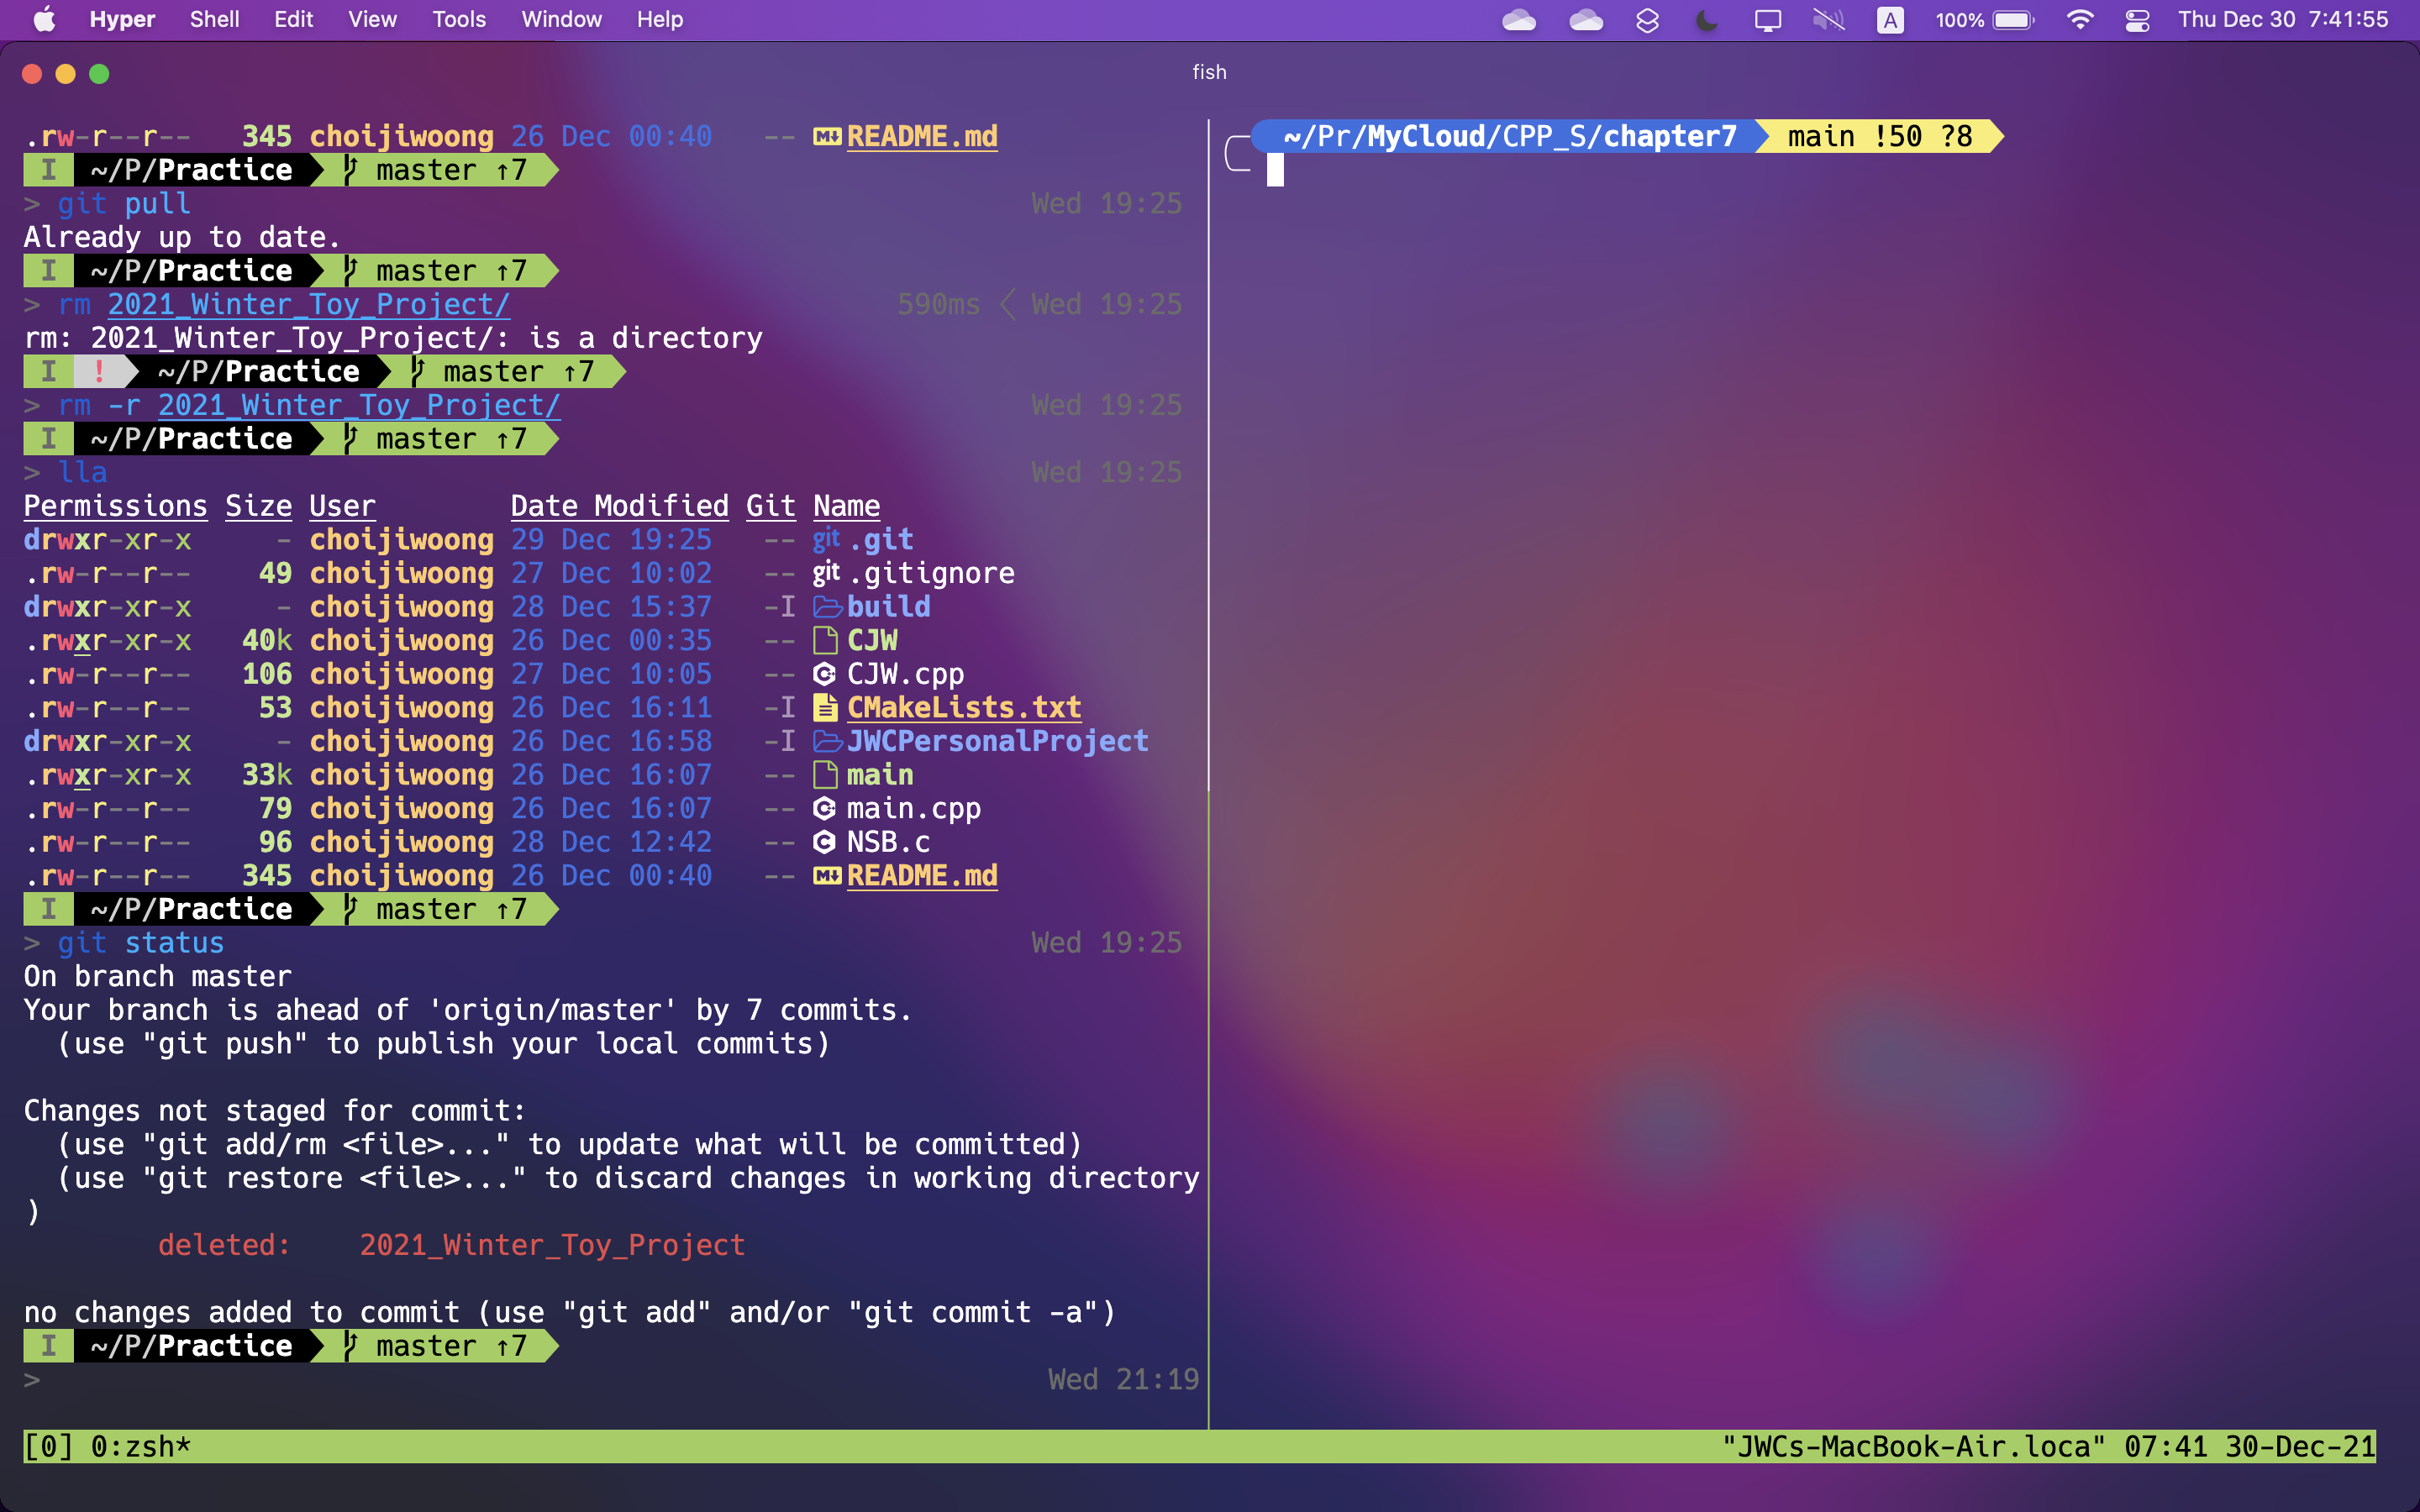 Hyper Shell Edit View Tools Window Help A 100% Thu Dec 30 7:41:55
fish
.rw-r--r-- 345 choijiwoong 26 Dec 00:40 -- README.md
I ~/P/Practice master ↑7
> git pull Wed 19:25
Already up to date.
I ~/P/Practice master ↑7
> rm 2021_Winter_Toy_Project/ 590ms < Wed 19:25
rm: 2021_Winter_Toy_Project/: is a directory
I ! ~/P/Practice master ↑7
> rm -r 2021_Winter_Toy_Project/ Wed 19:25
I ~/P/Practice master ↑7
> lla Wed 19:25
Permissions Size User Date Modified Git Name
drwxr-xr-x - choijiwoong 29 Dec 19:25 -- git .git
.rw-r--r-- 49 choijiwoong 27 Dec 10:02 -- git .gitignore
drwxr-xr-x - choijiwoong 28 Dec 15:37 -I build
.rwxr-xr-x 40k choijiwoong 26 Dec 00:35 -- CJW
.rw-r--r-- 106 choijiwoong 27 Dec 10:05 -- CJW.cpp
.rw-r--r-- 53 choijiwoong 26 Dec 16:11 -I CMakeLists.txt
drwxr-xr-x - choijiwoong 26 Dec 16:58 -I JWCPersonalProject
.rwxr-xr-x 33k choijiwoong 26 Dec 16:07 -- main
.rw-r--r-- 79 choijiwoong 26 Dec 16:07 -- main.cpp
.rw-r--r-- 96 choijiwoong 28 Dec 12:42 -- NSB.c
.rw-r--r-- 345 choijiwoong 26 Dec 00:40 -- README.md
I ~/P/Practice master ↑7
> git status Wed 19:25
On branch master
Your branch is ahead of 'origin/master' by 7 commits.
(use "git push" to publish your local commits)
Changes not staged for commit:
(use "git add/rm <file>..." to update what will be committed)
(use "git restore <file>..." to discard changes in working directory
)
deleted: 2021_Winter_Toy_Project
no changes added to commit (use "git add" and/or "git commit -a")
I ~/P/Practice master ↑7
> Wed 21:19
~/Pr/MyCloud/CPP_S/chapter7 main !50 ?8
[0] 0:zsh* "JWCs-MacBook-Air.loca" 07:41 30-Dec-21